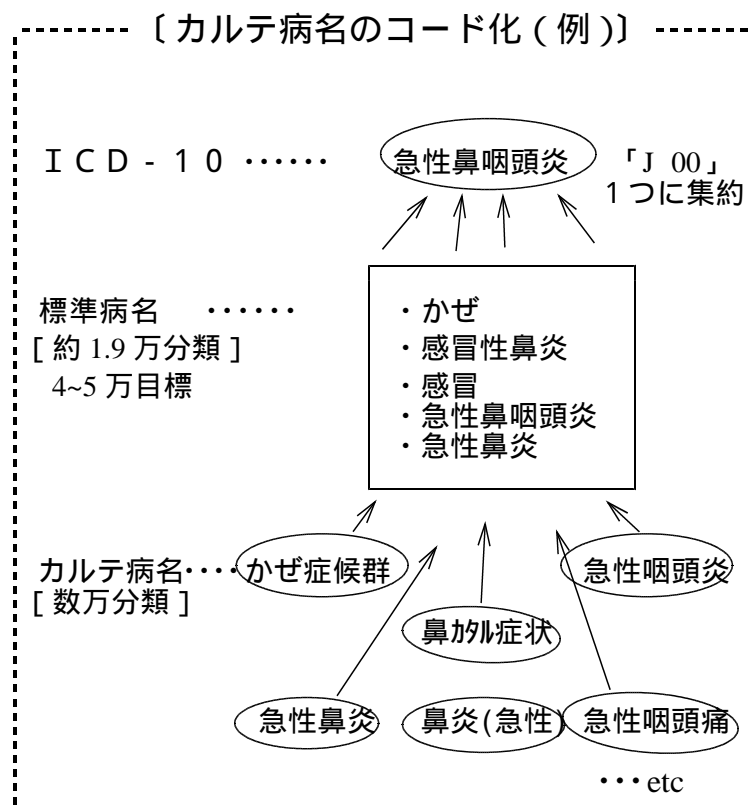 〔カルテ病名のコード化(例)〕
ＩＣＤ-１０ ‥‥‥ 急性鼻咽頭炎 「J 00」
１つに集約
標準病名 ‥‥‥ ・かぜ
[約 1.9 万分類] ・感冒性鼻炎
4~5 万目標 ・感冒
・急性鼻咽頭炎
・急性鼻炎
カルテ病名‥‥かぜ症候群 急性咽頭炎
[数万分類]
鼻ｶﾀﾙ症状
急性鼻炎 鼻炎(急性) 急性咽頭痛
・・・etc